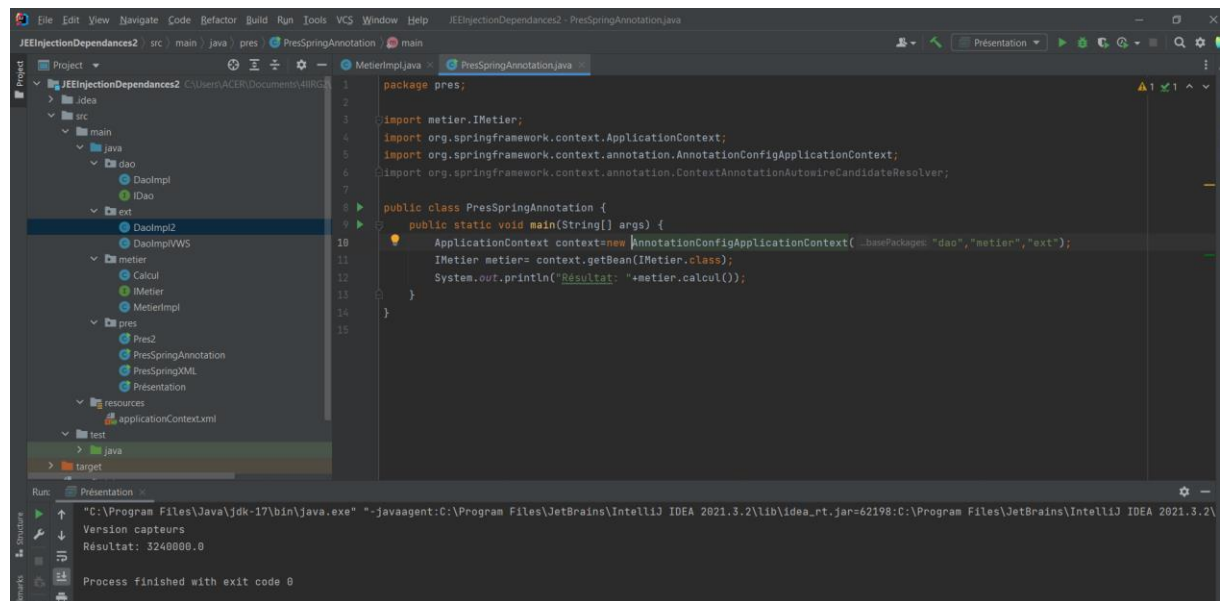 File Edit View Navigate Code Refactor Build Run Tools VCS Window Help JEEInjectionDependances2 - PresSpringAnnotation.java
JEEInjectionDependances2 src main java pres PresSpringAnnotation main
Présentation
Project
MetierImpl.java
PresSpringAnnotation.java
Project
JEEInjectionDependances2 C:\Users\ACER\Documents\4IIRG2\
.idea
src
main
java
dao
DaoImpl
IDao
ext
DaoImpl2
DaoImplVWS
metier
Calcul
IMetier
MetierImpl
pres
Pres2
PresSpringAnnotation
PresSpringXML
Présentation
resources
applicationContext.xml
test
java
target
1 package pres;
2
3 import metier.IMetier;
4 import org.springframework.context.ApplicationContext;
5 import org.springframework.context.annotation.AnnotationConfigApplicationContext;
6 import org.springframework.context.annotation.ContextAnnotationAutowireCandidateResolver;
7
8 public class PresSpringAnnotation {
9 public static void main(String[] args) {
10 ApplicationContext context=new AnnotationConfigApplicationContext( ...basePackages: "dao","metier","ext");
11 IMetier metier= context.getBean(IMetier.class);
12 System.out.println("Résultat: "+metier.calcul());
13 }
14 }
15
1 1
Run: Présentation
"C:\Program Files\Java\jdk-17\bin\java.exe" "-javaagent:C:\Program Files\JetBrains\IntelliJ IDEA 2021.3.2\lib\idea_rt.jar=62198:C:\Program Files\JetBrains\IntelliJ IDEA 2021.3.2\
Version capteurs
Résultat: 3240000.0
Process finished with exit code 0
Structure